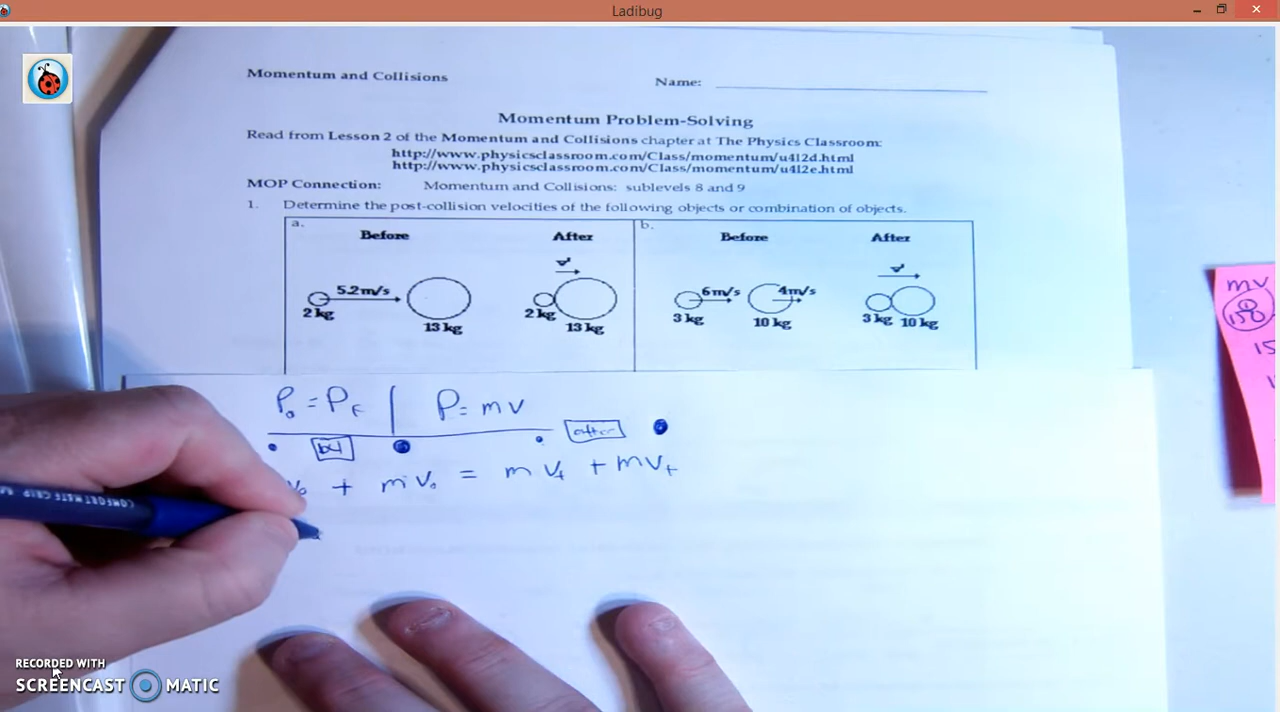 Ladibug
Momentum and Collisions Name:
Momentum Problem-Solving
Read from Lesson 2 of the Momentum and Collisions chapter at The Physics Classroom:
http://www.physicsclassroom.com/Class/momentum/u4l2d.html
http://www.physicsclassroom.com/Class/momentum/u4l2e.html
MOP Connection: Momentum and Collisions: sublevels 8 and 9
1. Determine the post-collision velocities of the following objects or combination of objects.
a. b.
Before After Before After
v' v'
5.2 m/s 6 m/s 4 m/s
2 kg 13 kg 2 kg 13 kg 3 kg 10 kg 3 kg 10 kg
P₀ = P_F | P = mv
after
v₀ + mv₀ = mv_f + mv_f
mv
COMFORTMATE GRIP
RECORDED WITH
SCREENCAST MATIC